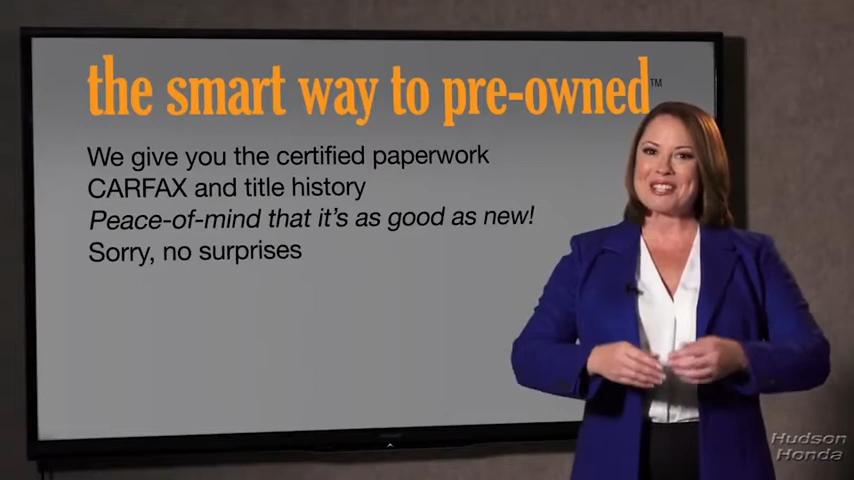 the smart way to pre-owned™
We give you the certified paperwork
CARFAX and title history
Peace-of-mind that it's as good as new!
Sorry, no surprises
Hudson
Honda